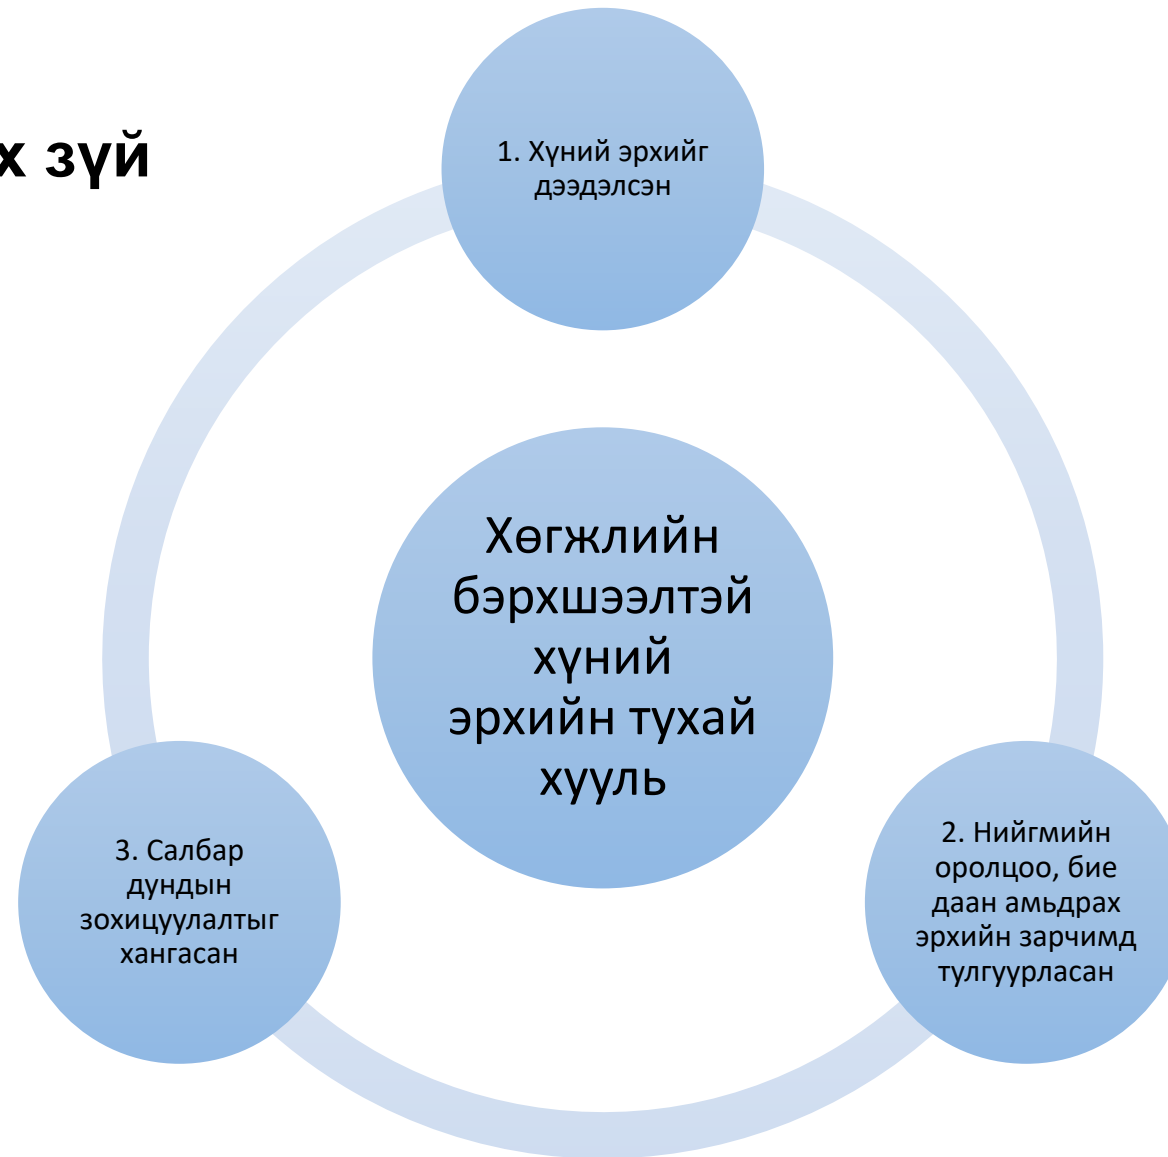 х зүй
1. Хүний эрхийг
дээдэлсэн
Хөгжлийн
бэрхшээлтэй
хүний
эрхийн тухай
хууль
2. Нийгмийн
оролцоо, бие
даан амьдрах
эрхийн зарчимд
тулгуурласан
3. Салбар
дундын
зохицуулалтыг
хангасан